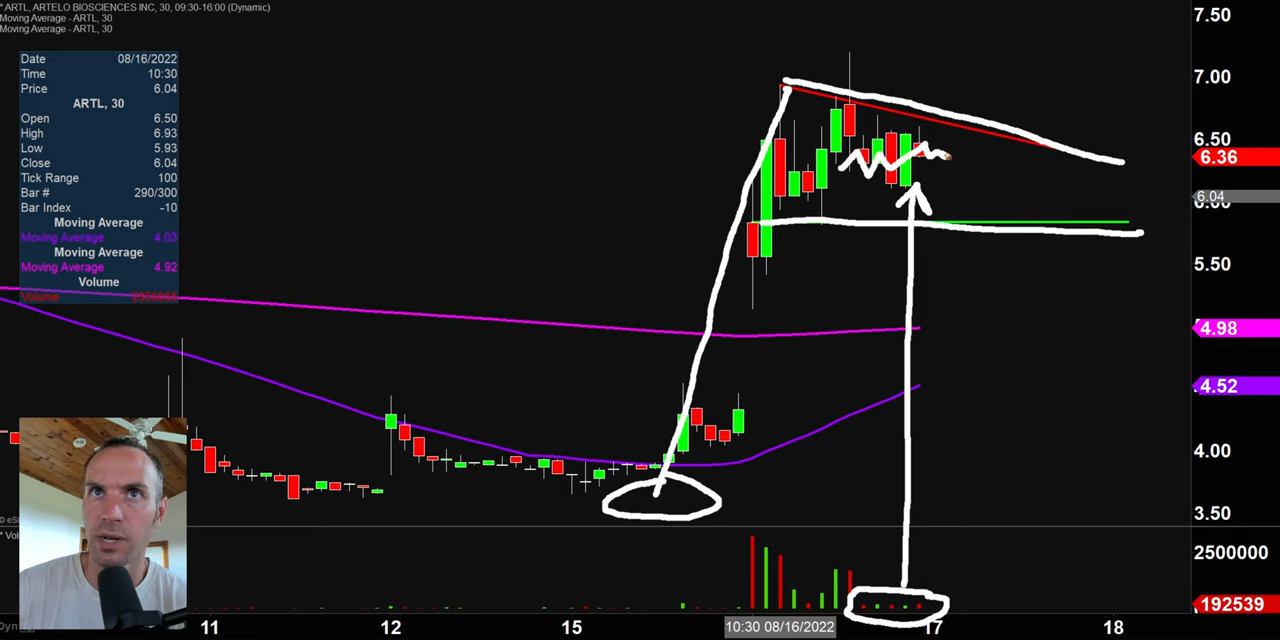 * ARTL, ARTELO BIOSCIENCES INC, 30, 09:30-16:00 (Dynamic)
Moving Average - ARTL, 30
Moving Average - ARTL, 30
Date 08/16/2022
Time 10:30
Price 6.04
ARTL, 30
Open 6.50
High 6.93
Low 5.93
Close 6.04
Tick Range 100
Bar # 290/300
Bar Index -10
Moving Average
Moving Average 4.03
Moving Average
Moving Average 4.92
Volume
Volume
7.50
7.00
6.50
6.36
6.04
6.00
5.50
4.98
4.52
4.00
3.50
2500000
192539
11 12 15 10:30 08/16/2022 17 18